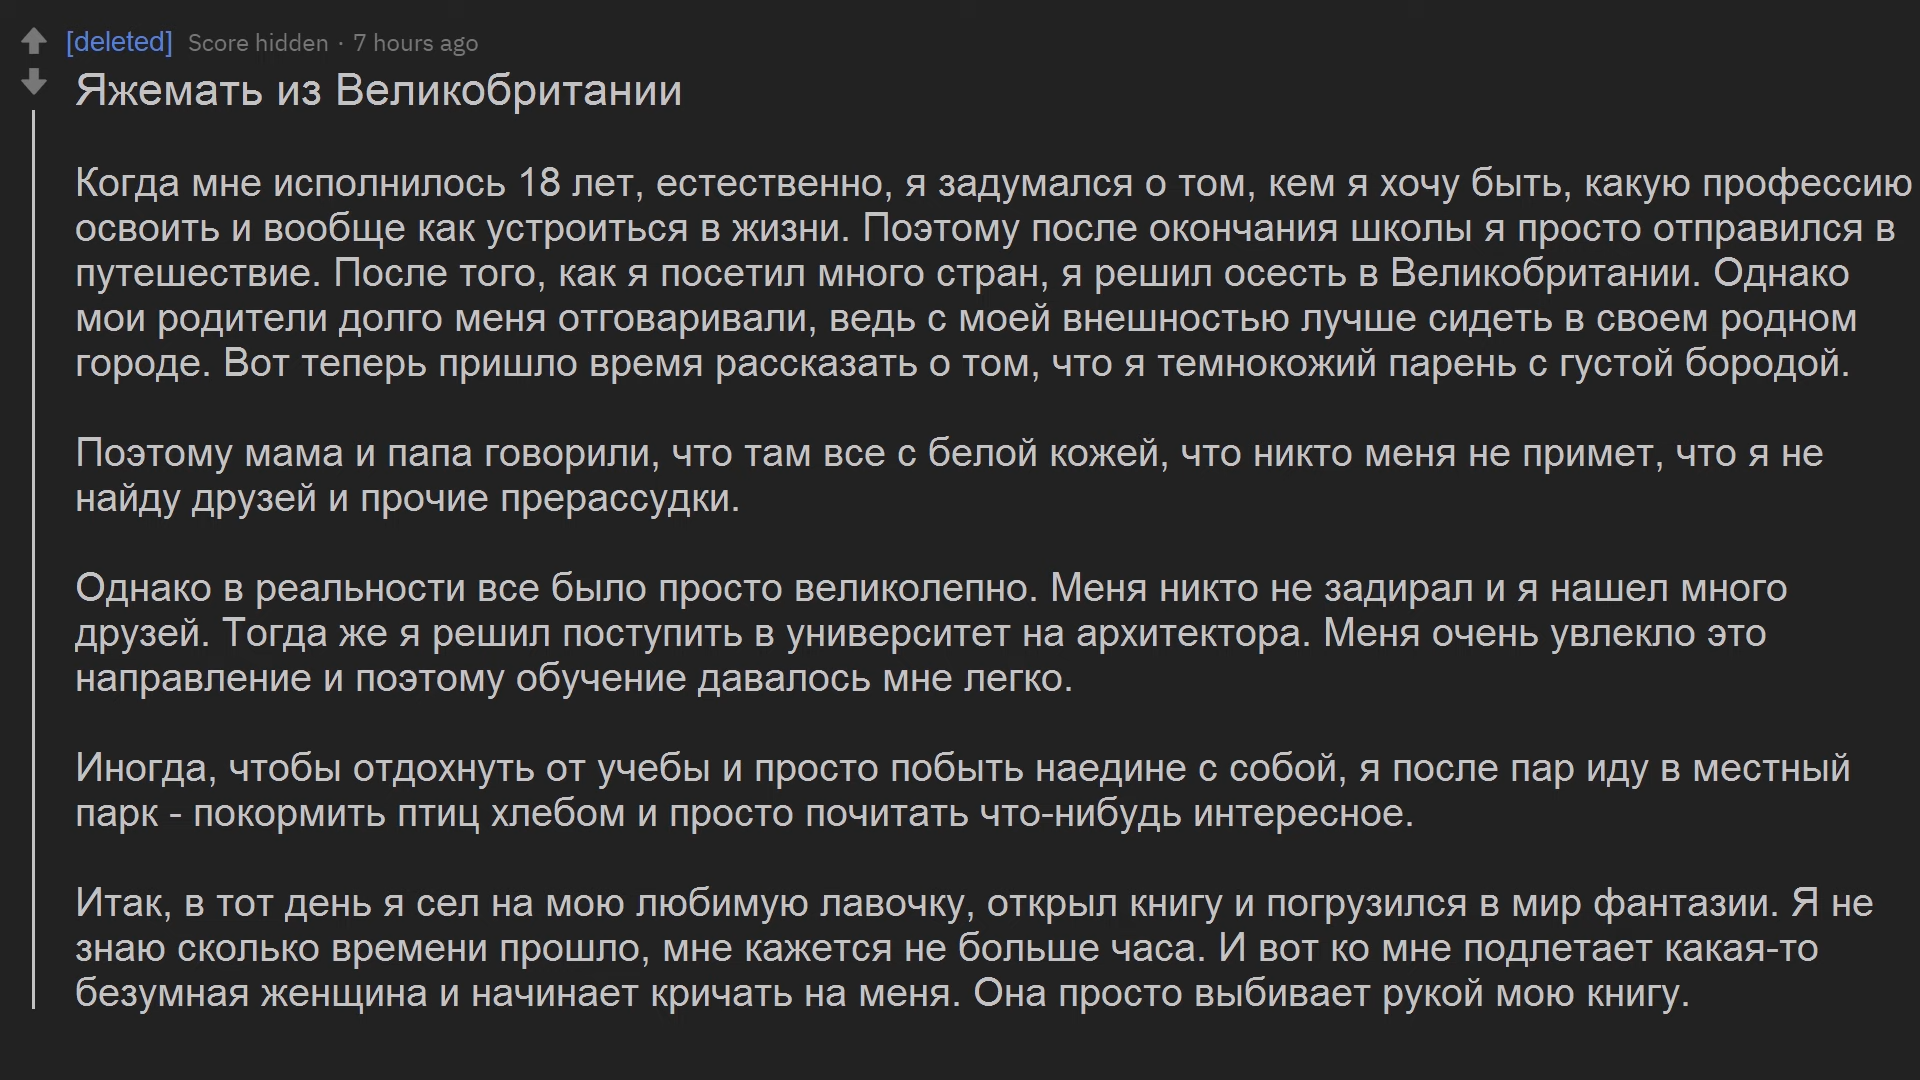 [deleted] Score hidden · 7 hours ago
Яжемать из Великобритании
Когда мне исполнилось 18 лет, естественно, я задумался о том, кем я хочу быть, какую профессию
освоить и вообще как устроиться в жизни. Поэтому после окончания школы я просто отправился в
путешествие. После того, как я посетил много стран, я решил осесть в Великобритании. Однако
мои родители долго меня отговаривали, ведь с моей внешностью лучше сидеть в своем родном
городе. Вот теперь пришло время рассказать о том, что я темнокожий парень с густой бородой.
Поэтому мама и папа говорили, что там все с белой кожей, что никто меня не примет, что я не
найду друзей и прочие прерассудки.
Однако в реальности все было просто великолепно. Меня никто не задирал и я нашел много
друзей. Тогда же я решил поступить в университет на архитектора. Меня очень увлекло это
направление и поэтому обучение давалось мне легко.
Иногда, чтобы отдохнуть от учебы и просто побыть наедине с собой, я после пар иду в местный
парк - покормить птиц хлебом и просто почитать что-нибудь интересное.
Итак, в тот день я сел на мою любимую лавочку, открыл книгу и погрузился в мир фантазии. Я не
знаю сколько времени прошло, мне кажется не больше часа. И вот ко мне подлетает какая-то
безумная женщина и начинает кричать на меня. Она просто выбивает рукой мою книгу.